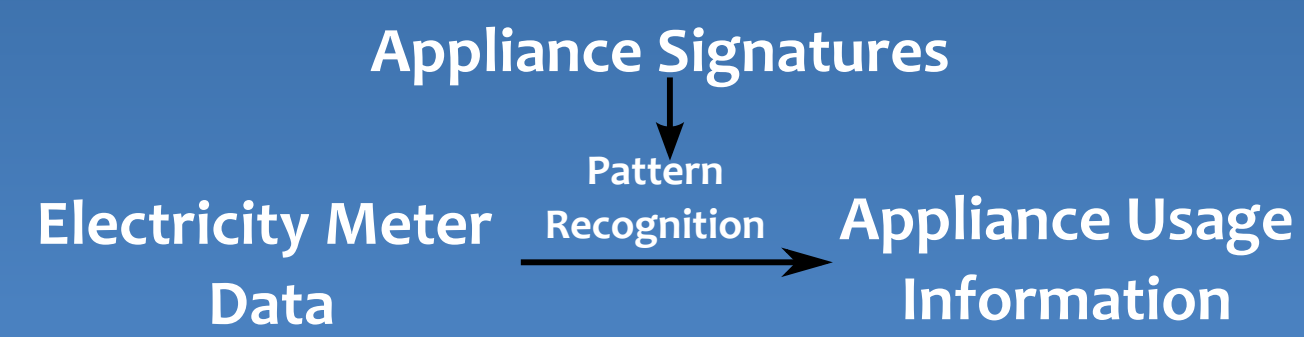 Appliance Signatures
Pattern
Recognition
Electricity Meter
Data
Appliance Usage
Information